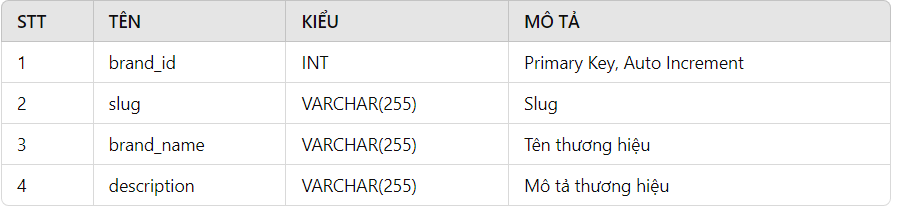 STT TÊN KIỂU MÔ TẢ
1 brand_id INT Primary Key, Auto Increment
2 slug VARCHAR(255) Slug
3 brand_name VARCHAR(255) Tên thương hiệu
4 description VARCHAR(255) Mô tả thương hiệu